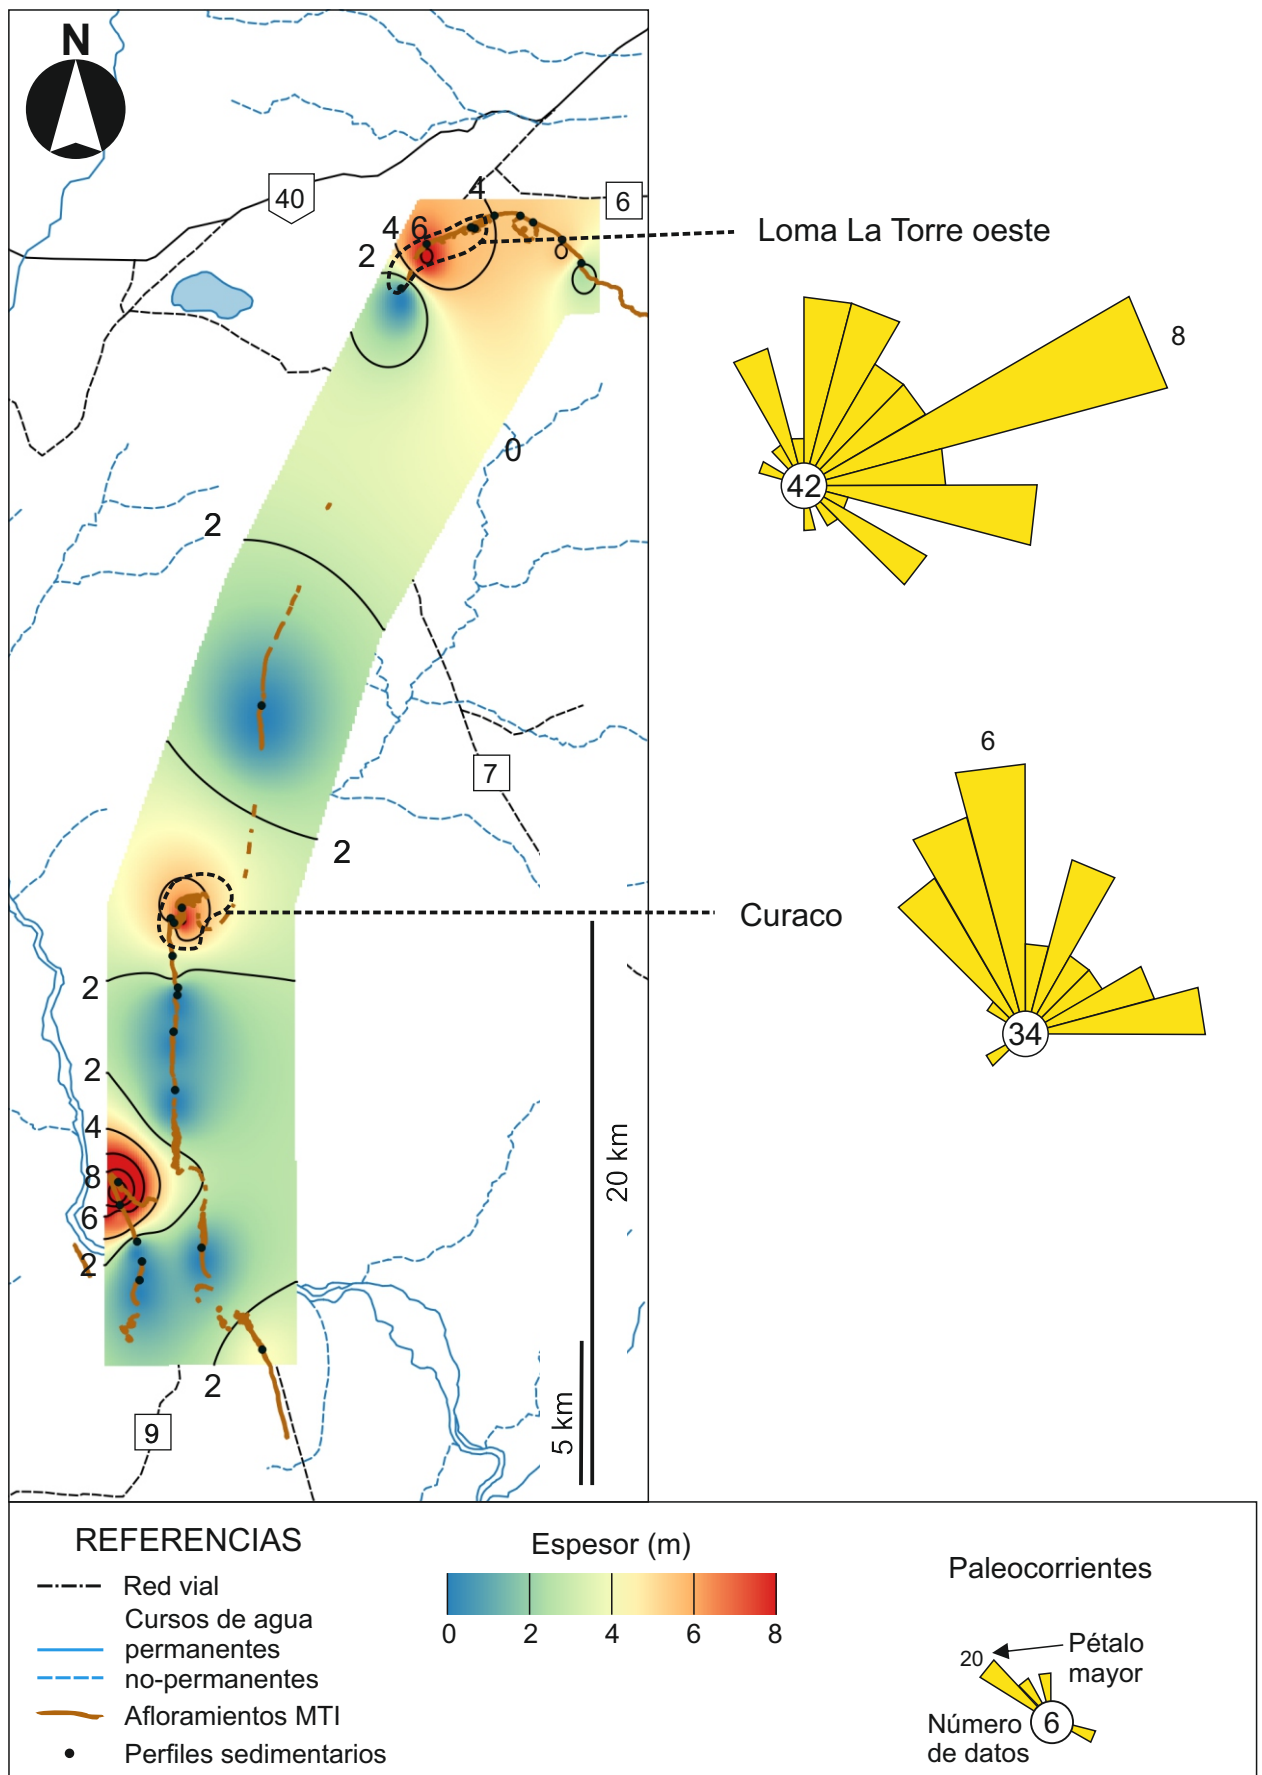 N
40
6
4
4 6
2
Loma La Torre oeste
8
42
0
2
6
7
2
Curaco
34
2
2
4
8
6
2
2
20 km
5 km
9
REFERENCIAS
Red vial
Cursos de agua
permanentes
no-permanentes
Afloramientos MTI
Perfiles sedimentarios
Espesor (m)
0 2 4 6 8
Paleocorrientes
20
Pétalo
mayor
Número
de datos
6